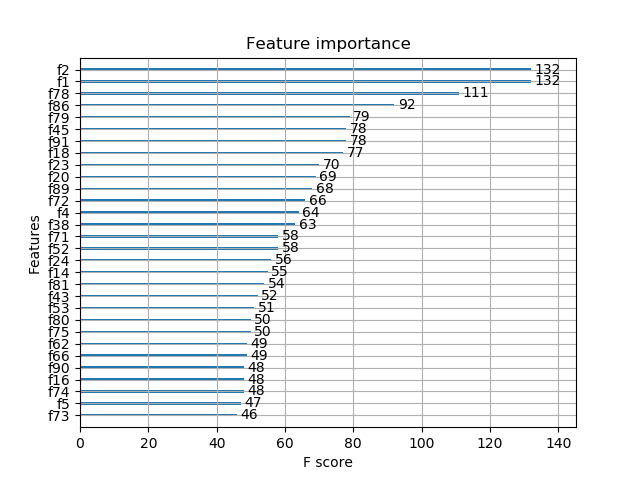 Feature importance
f2 132
f1 132
f78 111
f86 92
f79 79
f45 78
f91 78
f18 77
f23 70
f20 69
f89 68
f72 66
f4 64
f38 63
f71 58
f52 58
f24 56
f14 55
f81 54
f43 52
f53 51
f80 50
f75 50
f62 49
f66 49
f90 48
f16 48
f74 48
f5 47
f73 46
Features
0 20 40 60 80 100 120 140
F score